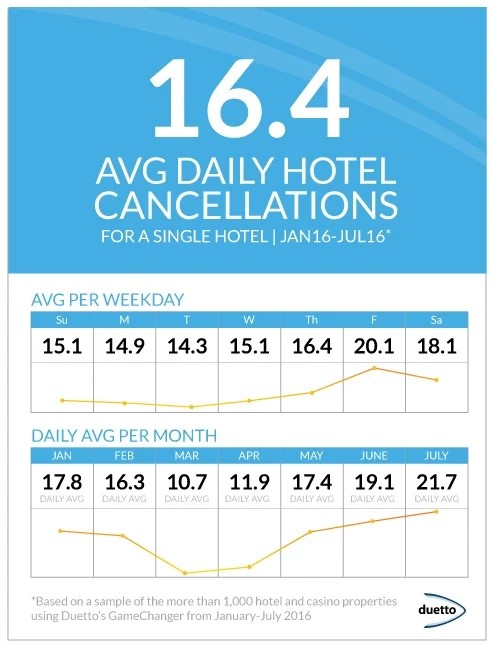 16.4
AVG DAILY HOTEL
CANCELLATIONS
FOR A SINGLE HOTEL | JAN16-JUL16*
AVG PER WEEKDAY
Su M T W Th F Sa
15.1 14.9 14.3 15.1 16.4 20.1 18.1
DAILY AVG PER MONTH
JAN FEB MAR APR MAY JUNE JULY
17.8 16.3 10.7 11.9 17.4 19.1 21.7
DAILY AVG DAILY AVG DAILY AVG DAILY AVG DAILY AVG DAILY AVG DAILY AVG
*Based on a sample of the more than 1,000 hotel and casino properties
using Duetto's GameChanger from January-July 2016
duetto